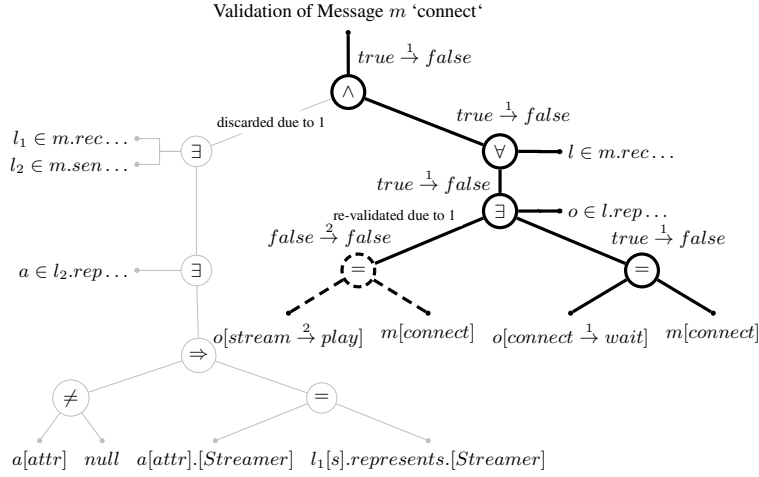 Validation of Message m ‘connect‘
true 1→ false
∧
discarded due to 1
true 1→ false
l1 ∈ m.rec . . .
l2 ∈ m.sen . . .
∃
∀
l ∈ m.rec . . .
true 1→ false
re-validated due to 1
∃
o ∈ l.rep . . .
false 2→ false
true 1→ false
a ∈ l2.rep . . .
∃
=
=
o[stream 2→ play]
m[connect]
o[connect 1→ wait]
m[connect]
⇒
≠
=
a[attr]
null
a[attr].[Streamer]
l1[s].represents.[Streamer]